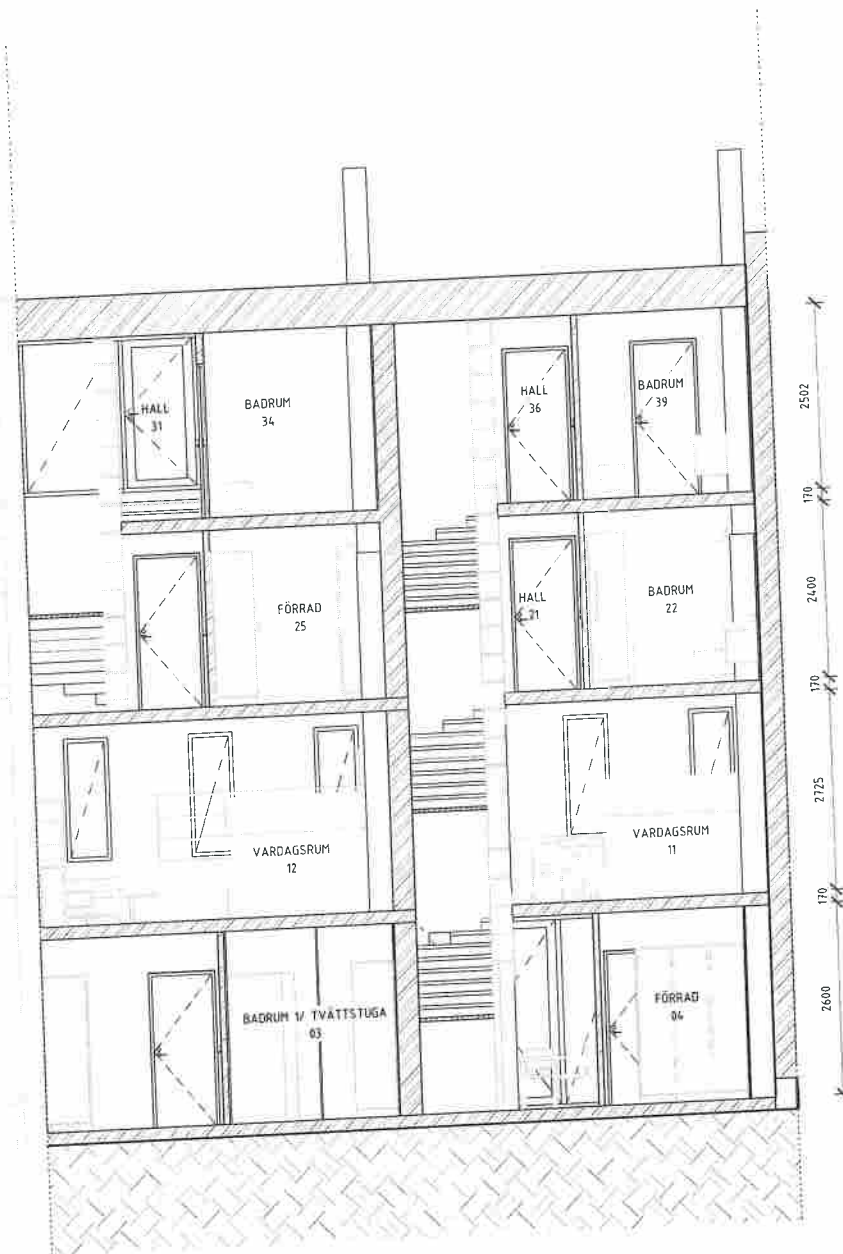 HALL
31
BADRUM
34
HALL
36
BADRUM
39
2502
170
FÖRRAD
25
HALL
21
BADRUM
22
2400
170
VARDAGSRUM
12
VARDAGSRUM
11
2725
170
BADRUM 1/ TVÄTTSTUGA
03
FÖRRAD
04
2600